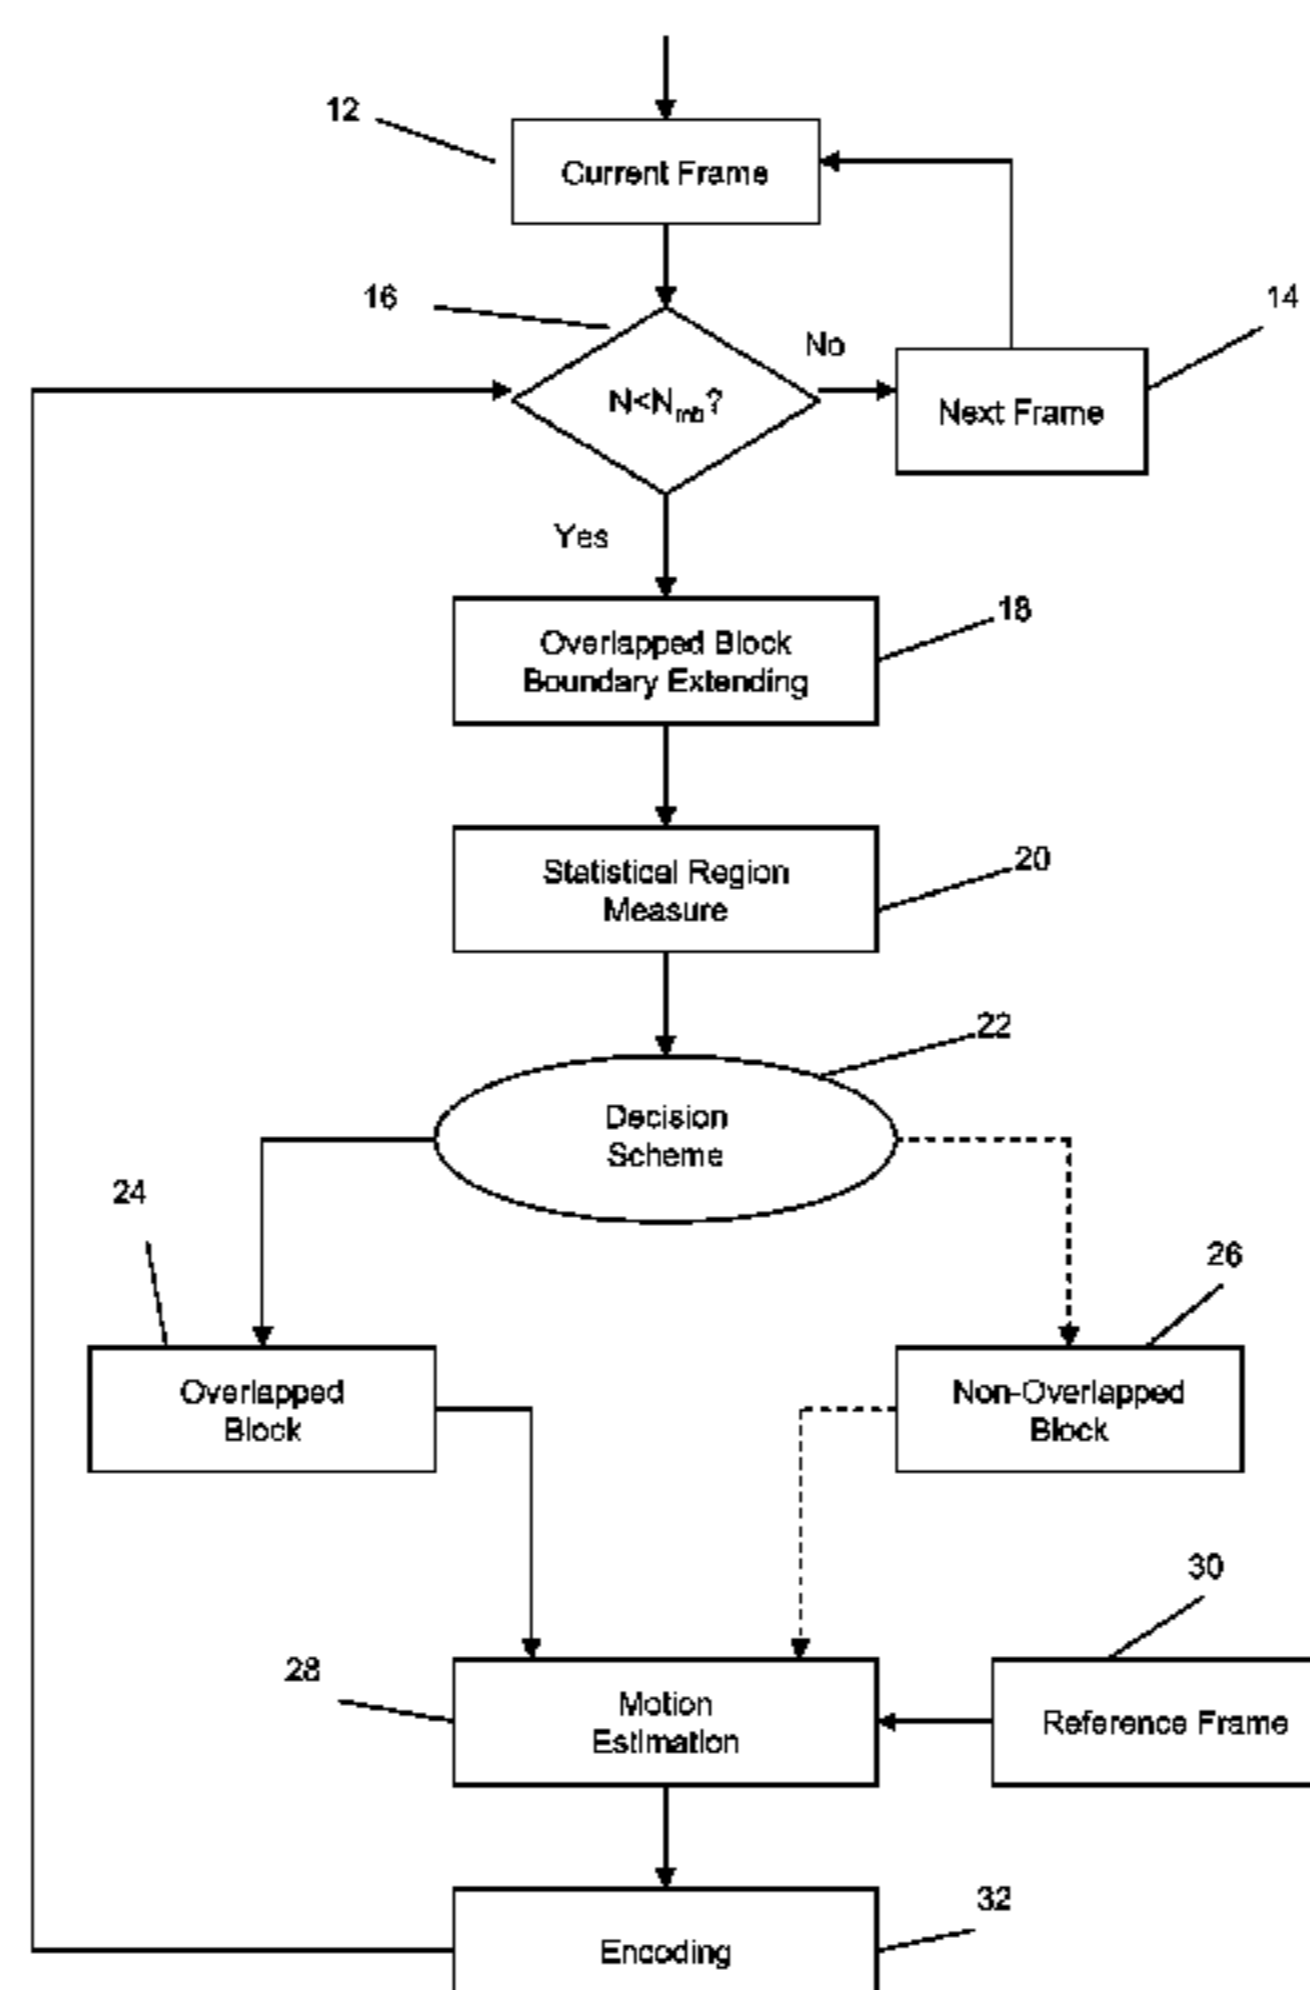 12
Current Frame
16
14
No
N<Nmb?
Next Frame
Yes
18
Overlapped Block
Boundary Extending
20
Statistical Region
Measure
22
Decision
Scheme
24
26
Overlapped
Block
Non-Overlapped
Block
30
28
Motion
Estimation
Reference Frame
32
Encoding